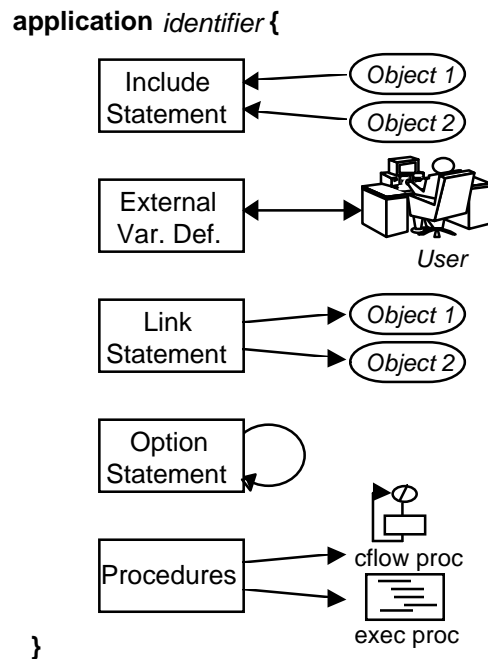 application identifier {
Include
Statement
Object 1
Object 2
External
Var. Def.
User
Link
Statement
Object 1
Object 2
Option
Statement
Procedures
cflow proc
exec proc
}